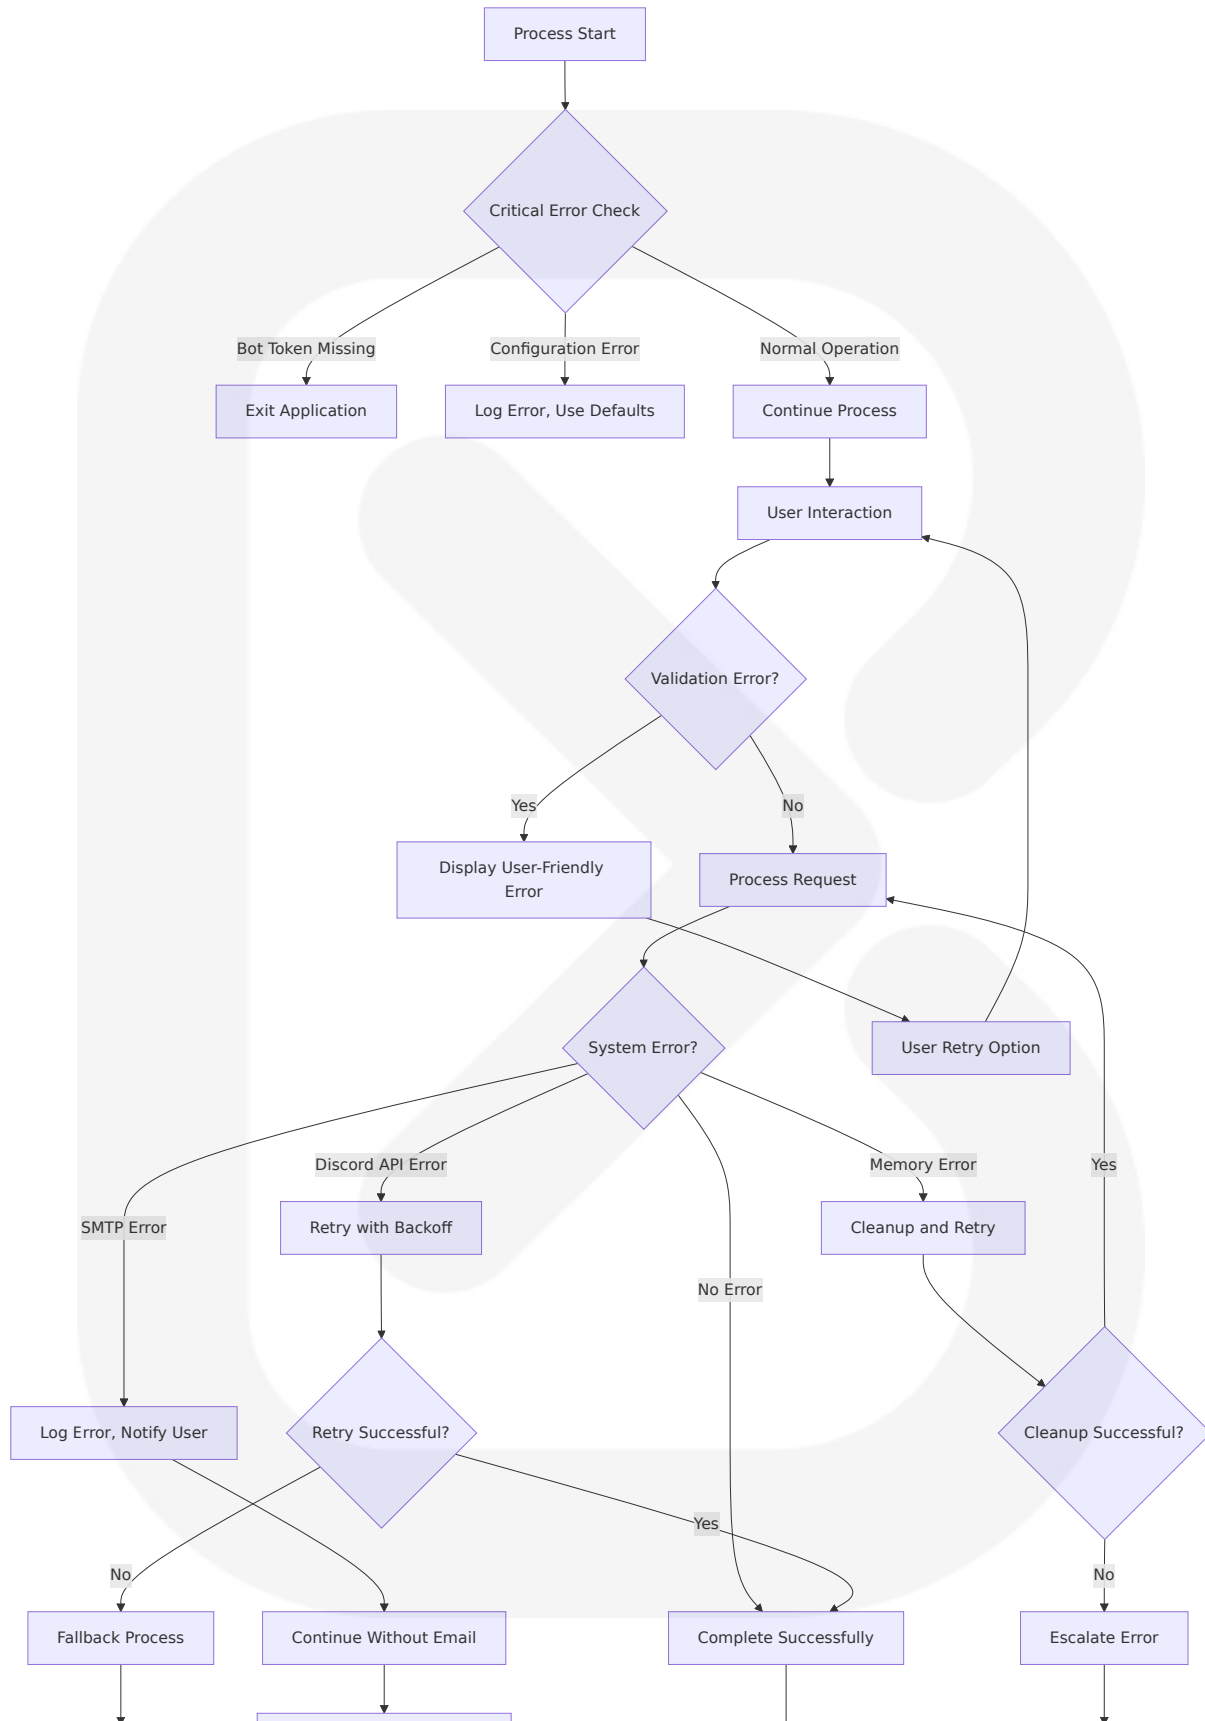 Process Start
Critical Error Check
Bot Token Missing
Configuration Error
Normal Operation
Exit Application
Log Error, Use Defaults
Continue Process
User Interaction
Validation Error?
Yes
No
Display User-Friendly
Error
Process Request
System Error?
User Retry Option
Discord API Error
Memory Error
Yes
SMTP Error
Retry with Backoff
Cleanup and Retry
No Error
Log Error, Notify User
Retry Successful?
Cleanup Successful?
Yes
No
No
Fallback Process
Continue Without Email
Complete Successfully
Escalate Error